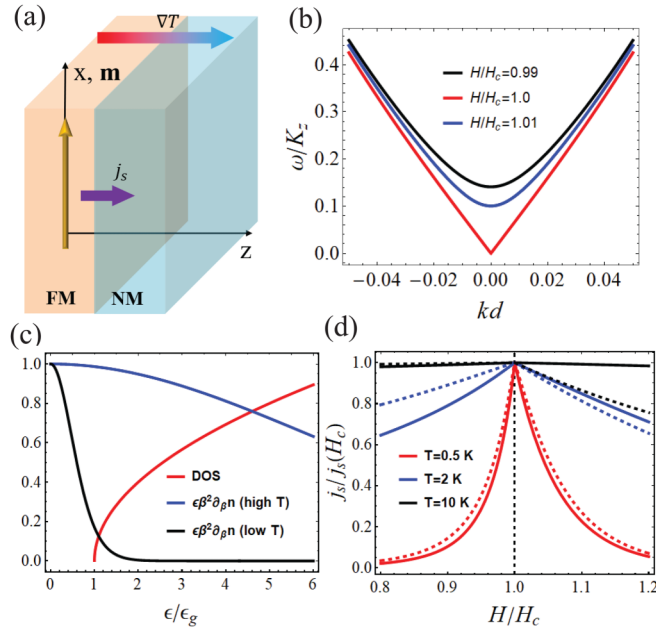 (a)
∇T
x, m
j_s
z
FM
NM
(b)
ω/K_z
0.4
0.3
0.2
0.1
0.0
H/H_c=0.99
H/H_c=1.0
H/H_c=1.01
−0.04
−0.02
0.00
0.02
0.04
kd
(c)
1.0
0.8
0.6
0.4
0.2
0.0
DOS
ϵβ²∂_βn (high T)
ϵβ²∂_βn (low T)
0
1
2
3
4
5
6
ϵ/ϵ_g
(d)
j_s/j_s(H_c)
1.0
0.8
0.6
0.4
0.2
0.0
T=0.5 K
T=2 K
T=10 K
0.8
0.9
1.0
1.1
1.2
H/H_c